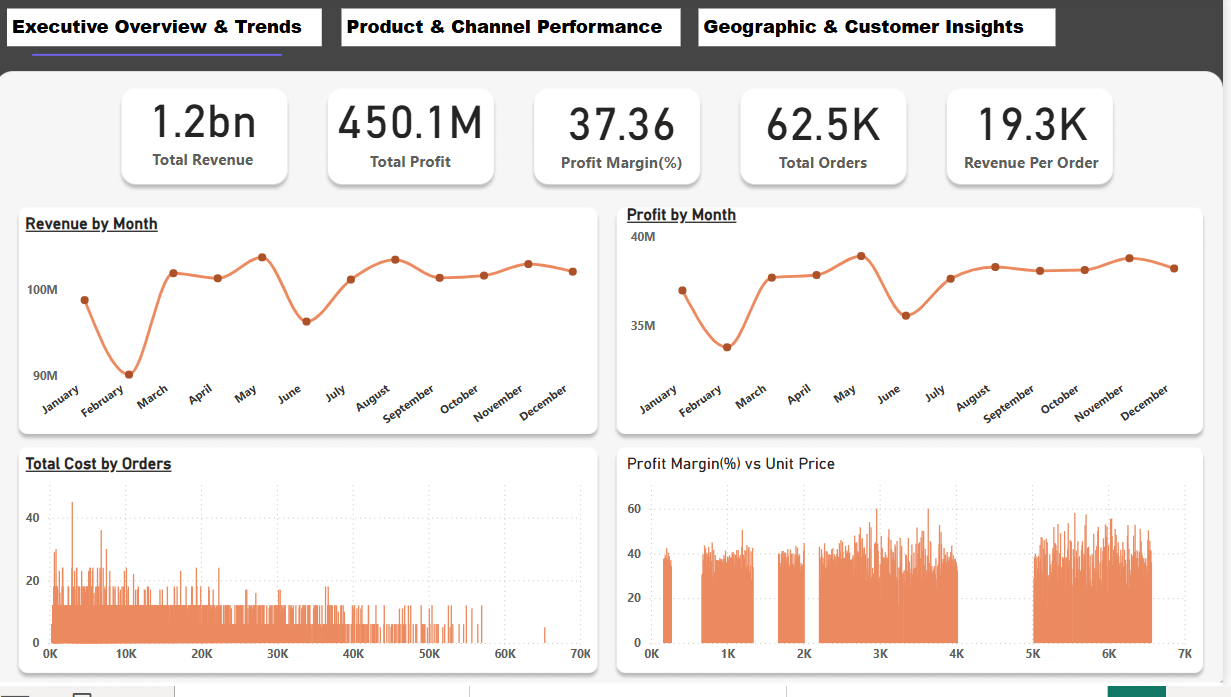 Executive Overview & Trends
Product & Channel Performance
Geographic & Customer Insights
1.2bn
Total Revenue
450.1M
Total Profit
37.36
Profit Margin(%)
62.5K
Total Orders
19.3K
Revenue Per Order
Revenue by Month
100M
90M
January February March April May June July August September October November December
Profit by Month
40M
35M
January February March April May June July August September October November December
Total Cost by Orders
40
20
0
0K 10K 20K 30K 40K 50K 60K 70K
Profit Margin(%) vs Unit Price
60
40
20
0
0K 1K 2K 3K 4K 5K 6K 7K